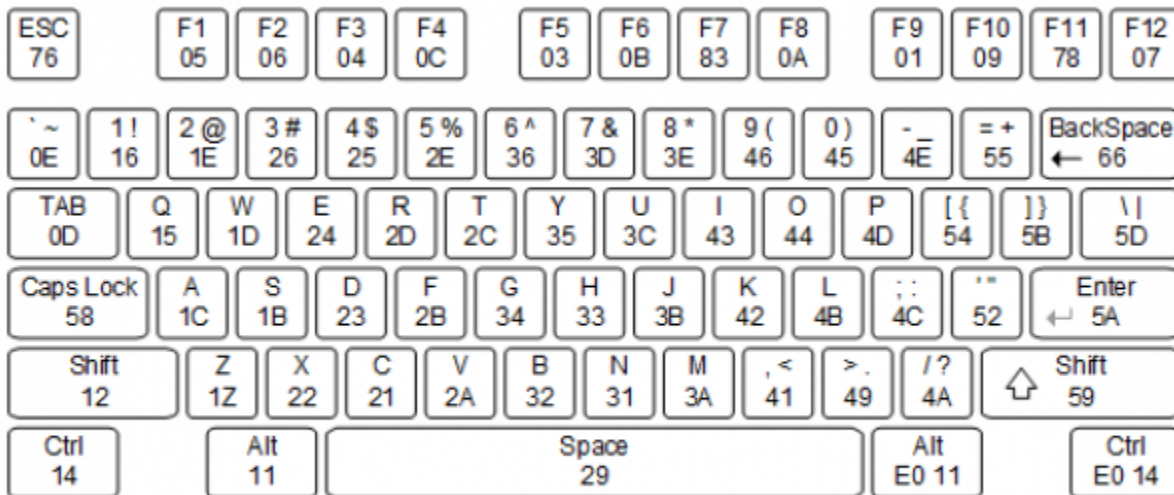 ESC F1 F2 F3 F4 F5 F6 F7 F8 F9 F10 F11 F12
76 05 06 04 0C 03 0B 83 0A 01 09 78 07
` ~ 1 ! 2 @ 3 # 4 $ 5 % 6 ^ 7 & 8 * 9 ( 0 ) - _ = + BackSpace
0E 16 1E 26 25 2E 36 3D 3E 46 45 4E 55 ← 66
TAB Q W E R T Y U I O P [ { ] } \ |
0D 15 1D 24 2D 2C 35 3C 43 44 4D 54 5B 5D
Caps Lock A S D F G H J K L ; : ' " Enter
58 1C 1B 23 2B 34 33 3B 42 4B 4C 52 ↵ 5A
Shift Z X C V B N M , < > . / ? Shift
12 1Z 22 21 2A 32 31 3A 41 49 4A ⇧ 59
Ctrl Alt Space Alt Ctrl
14 11 29 E0 11 E0 14